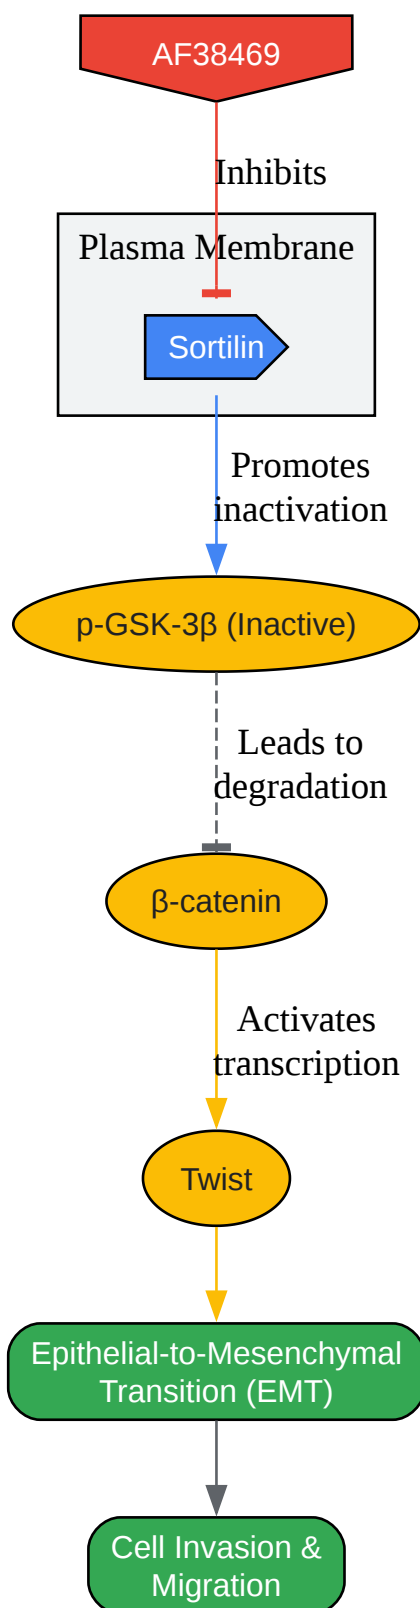 AF38469
Inhibits
Plasma Membrane
Sortilin
Promotes
inactivation
p-GSK-3β (Inactive)
Leads to
degradation
β-catenin
Activates
transcription
Twist
Epithelial-to-Mesenchymal
Transition (EMT)
Cell Invasion &
Migration